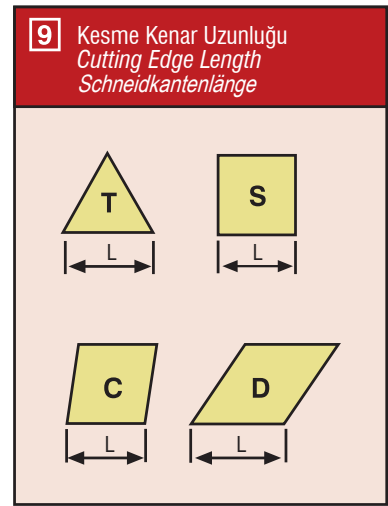 9 Kesme Kenar Uzunluğu
Cutting Edge Length
Schneidkantenlänge
T S
L L
C D
L L